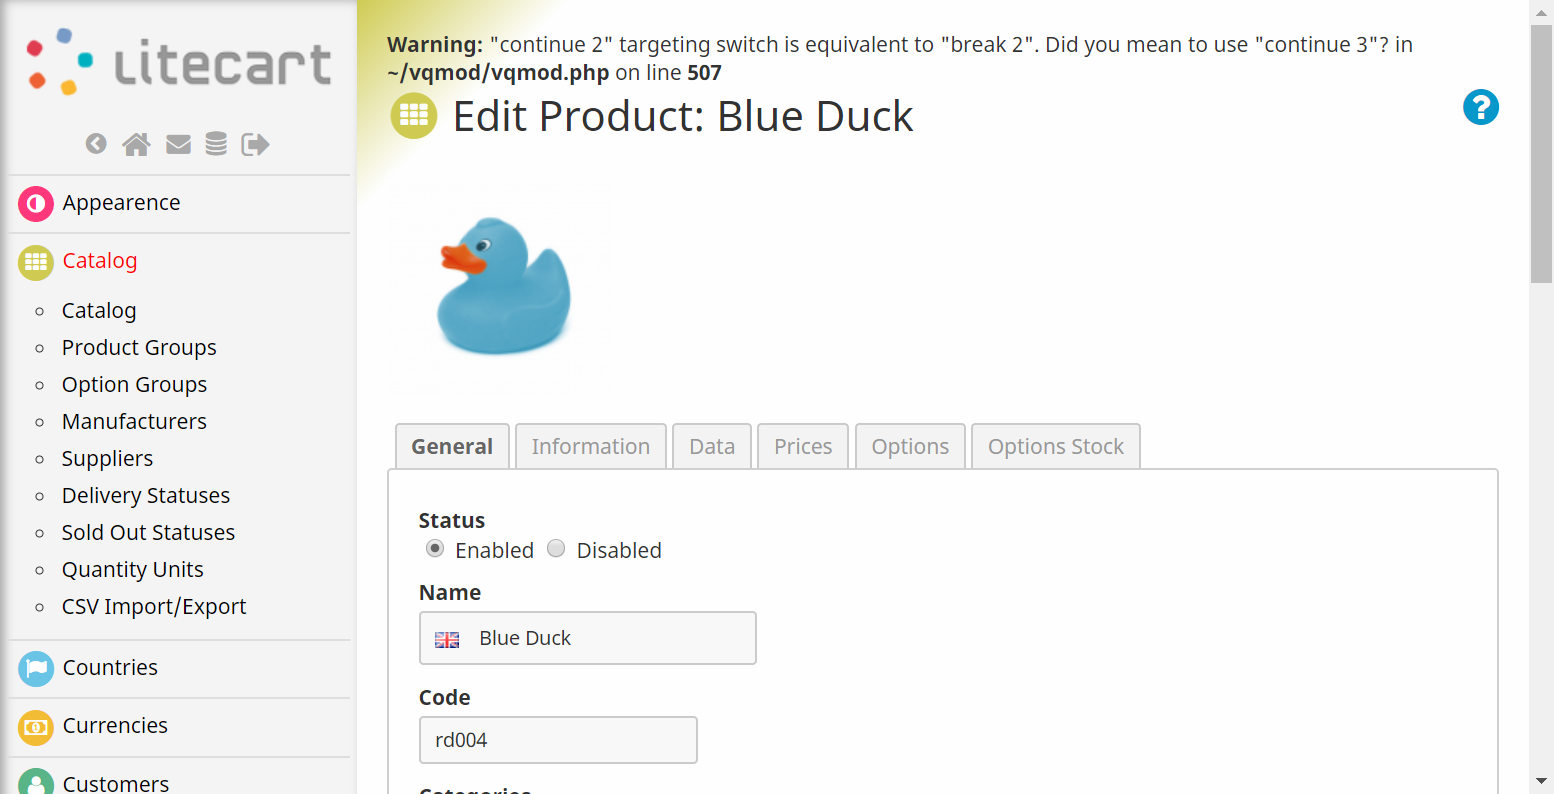 Litecart
Appearence
Catalog
Catalog
Product Groups
Option Groups
Manufacturers
Suppliers
Delivery Statuses
Sold Out Statuses
Quantity Units
CSV Import/Export
Countries
Currencies
Customers
Warning: "continue 2" targeting switch is equivalent to "break 2". Did you mean to use "continue 3"? in
~/vqmod/vqmod.php on line 507
Edit Product: Blue Duck
?
General Information Data Prices Options Options Stock
Status
Enabled Disabled
Name
Blue Duck
Code
rd004
Categories